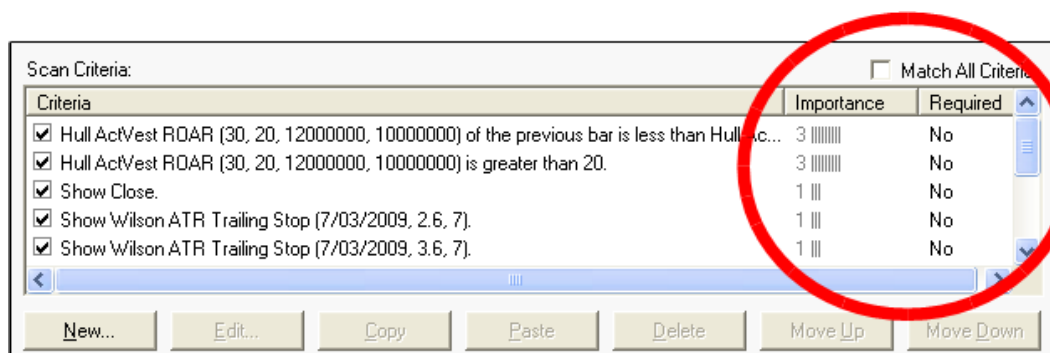 Scan Criteria: Match All Criteria
Criteria Importance Required
Hull ActVest ROAR (30, 20, 12000000, 10000000) of the previous bar is less than Hull Ac... 3 No
Hull ActVest ROAR (30, 20, 12000000, 10000000) is greater than 20. 3 No
Show Close. 1 No
Show Wilson ATR Trailing Stop (7/03/2009, 2.6, 7). 1 No
Show Wilson ATR Trailing Stop (7/03/2009, 3.6, 7). 1 No
New... Edit... Copy Paste Delete Move Up Move Down